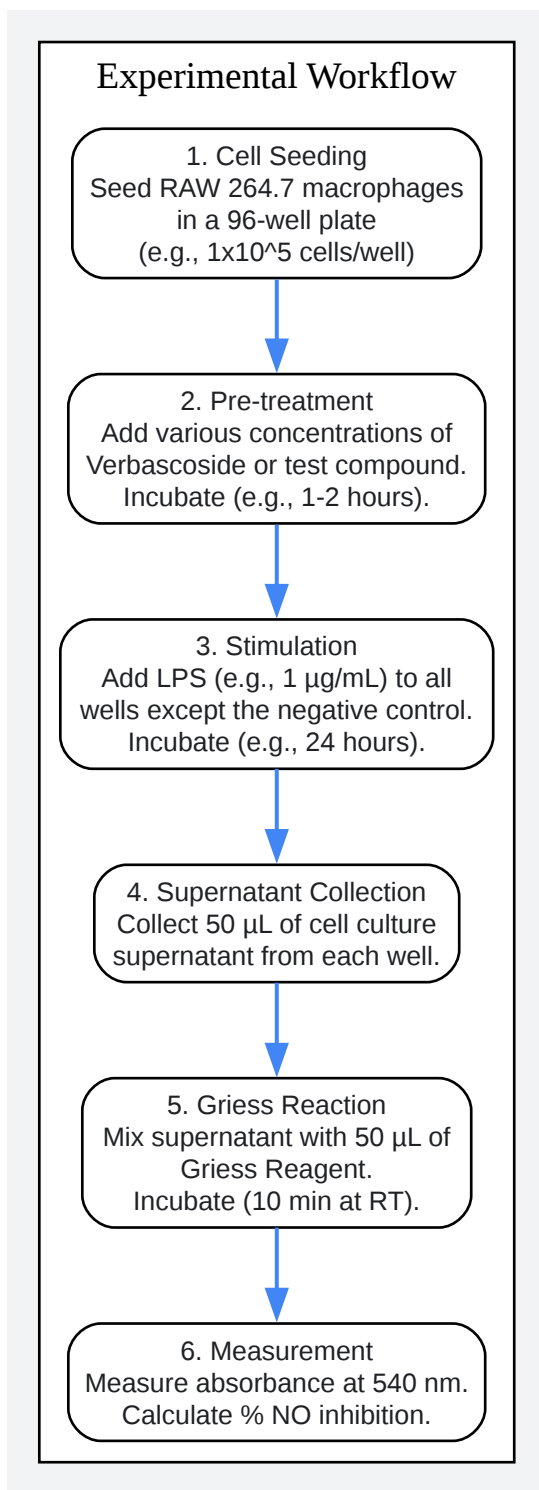 Experimental Workflow
1. Cell Seeding
Seed RAW 264.7 macrophages
in a 96-well plate
(e.g., 1x10^5 cells/well)
2. Pre-treatment
Add various concentrations of
Verbascoside or test compound.
Incubate (e.g., 1-2 hours).
3. Stimulation
Add LPS (e.g., 1 µg/mL) to all
wells except the negative control.
Incubate (e.g., 24 hours).
4. Supernatant Collection
Collect 50 µL of cell culture
supernatant from each well.
5. Griess Reaction
Mix supernatant with 50 µL of
Griess Reagent.
Incubate (10 min at RT).
6. Measurement
Measure absorbance at 540 nm.
Calculate % NO inhibition.